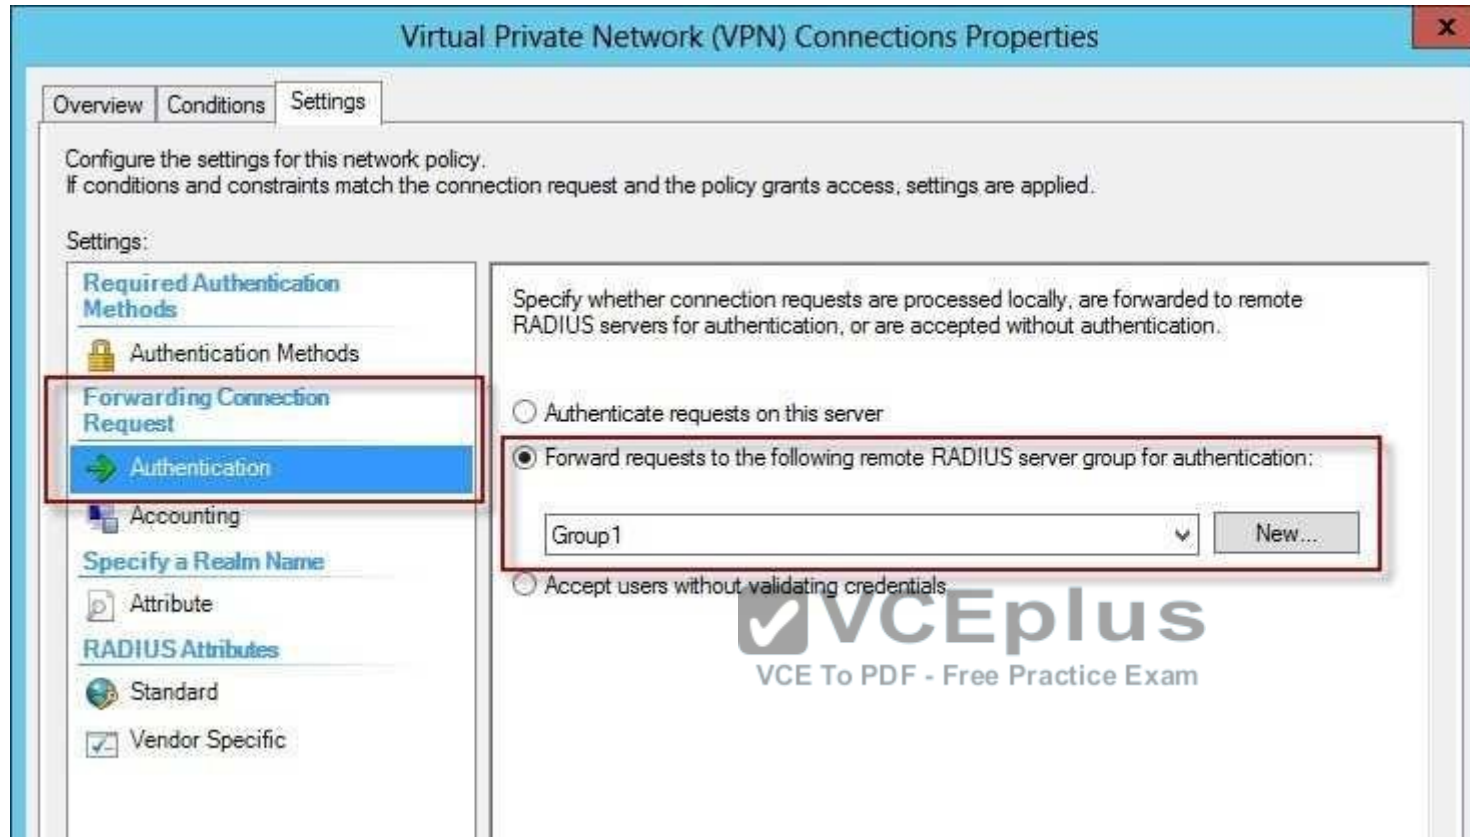 Virtual Private Network (VPN) Connections Properties
x
Overview Conditions Settings
Configure the settings for this network policy.
If conditions and constraints match the connection request and the policy grants access, settings are applied.
Settings:
Required Authentication
Methods
Authentication Methods
Forwarding Connection
Request
Authentication
Accounting
Specify a Realm Name
Attribute
RADIUS Attributes
Standard
Vendor Specific
Specify whether connection requests are processed locally, are forwarded to remote
RADIUS servers for authentication, or are accepted without authentication.
Authenticate requests on this server
Forward requests to the following remote RADIUS server group for authentication:
Group1 New...
Accept users without validating credentials
VCEplus
VCE To PDF - Free Practice Exam